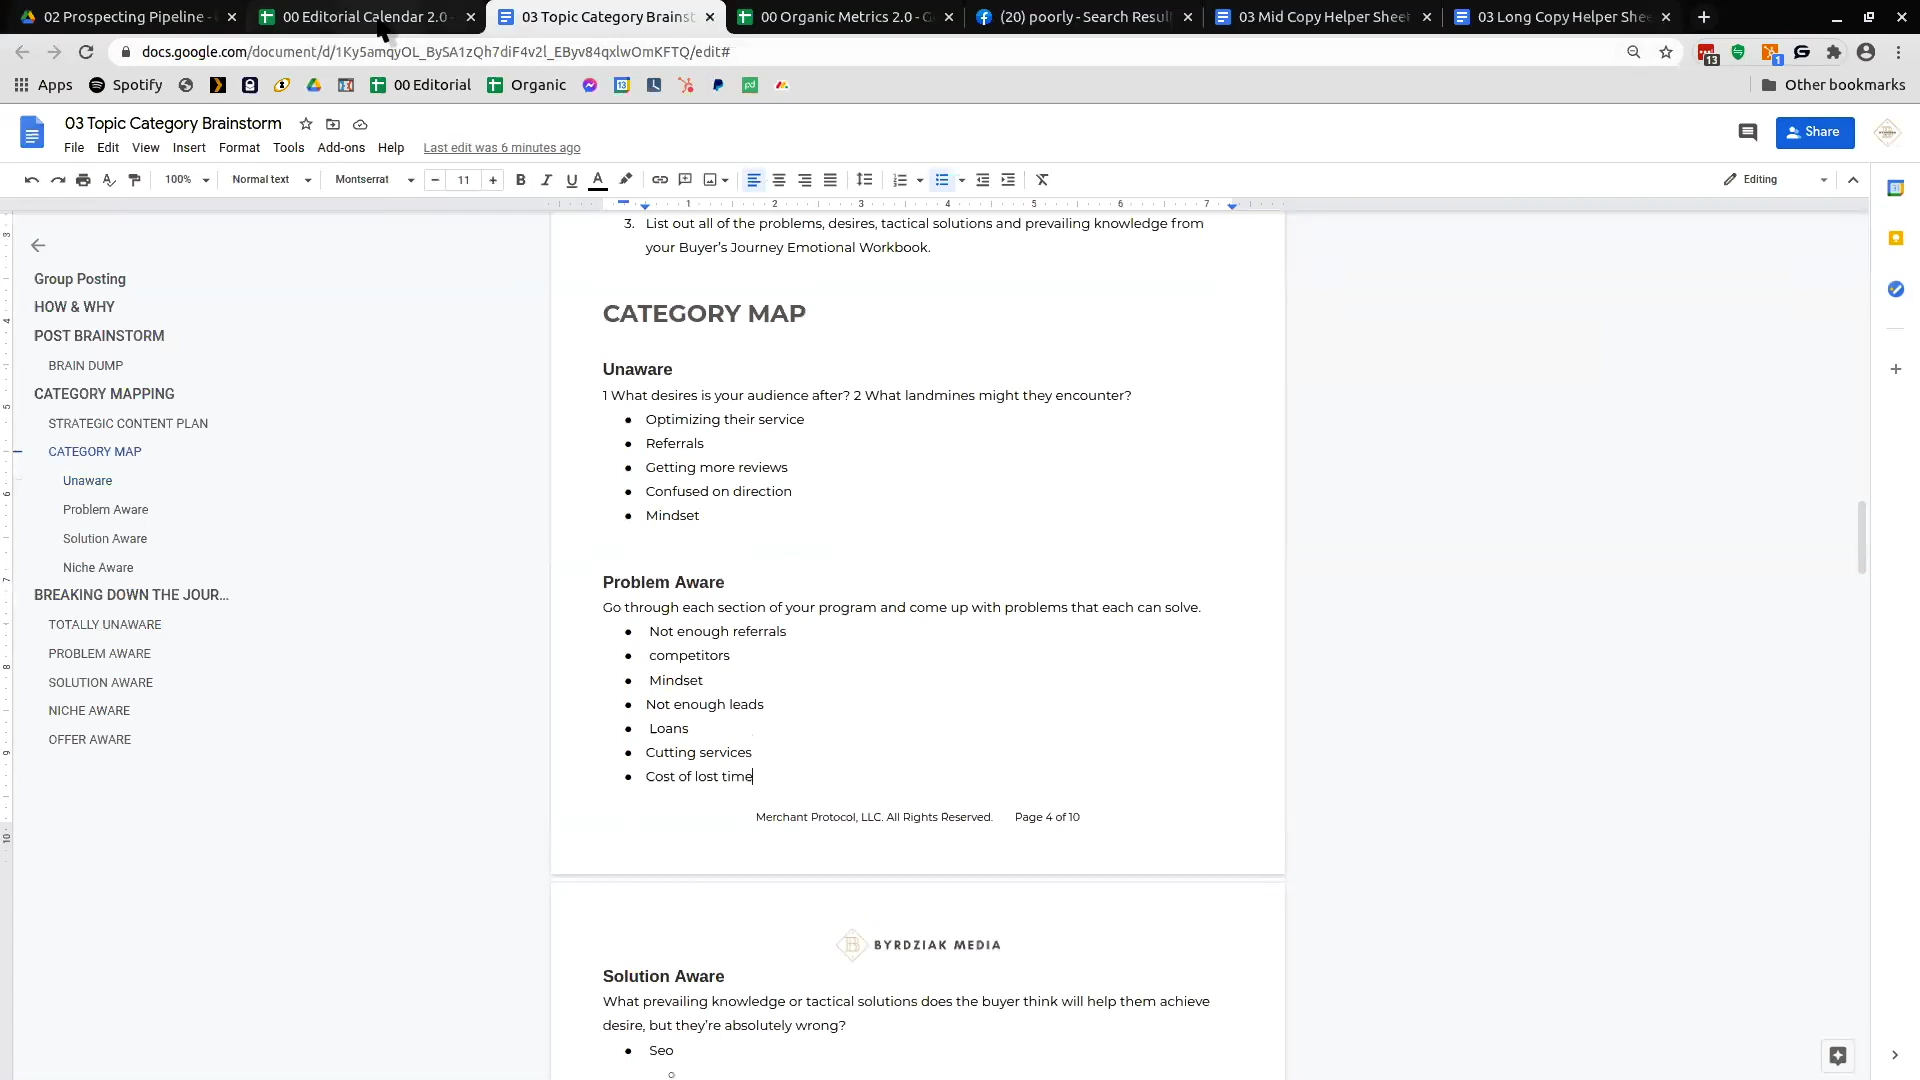 02 Prospecting Pipeline -
00 Editorial Calendar 2.0 -
03 Topic Category Brainst
00 Organic Metrics 2.0 - G
(20) poorly - Search Resul
03 Mid Copy Helper Sheet
03 Long Copy Helper Shee
docs.google.com/document/d/1Ky5amqyOL_BySA1zQh7diF4v2l_EByv84qxlwOmKFTQ/edit#
13
1
Apps
Spotify
00 Editorial
Organic
13
Other bookmarks
03 Topic Category Brainstorm
File Edit View Insert Format Tools Add-ons Help Last edit was 6 minutes ago
Share
100% Normal text Montserrat 11 B I U A
Editing
1 2 3 4 5 6 7
Group Posting
HOW & WHY
POST BRAINSTORM
BRAIN DUMP
CATEGORY MAPPING
STRATEGIC CONTENT PLAN
CATEGORY MAP
Unaware
Problem Aware
Solution Aware
Niche Aware
BREAKING DOWN THE JOUR...
TOTALLY UNAWARE
PROBLEM AWARE
SOLUTION AWARE
NICHE AWARE
OFFER AWARE
3. List out all of the problems, desires, tactical solutions and prevailing knowledge from
your Buyer's Journey Emotional Workbook.
CATEGORY MAP
Unaware
1 What desires is your audience after? 2 What landmines might they encounter?
● Optimizing their service
● Referrals
● Getting more reviews
● Confused on direction
● Mindset
Problem Aware
Go through each section of your program and come up with problems that each can solve.
● Not enough referrals
● competitors
● Mindset
● Not enough leads
● Loans
● Cutting services
● Cost of lost time
Merchant Protocol, LLC. All Rights Reserved. Page 4 of 10
BYRDZIAK MEDIA
Solution Aware
What prevailing knowledge or tactical solutions does the buyer think will help them achieve
desire, but they're absolutely wrong?
● Seo
○